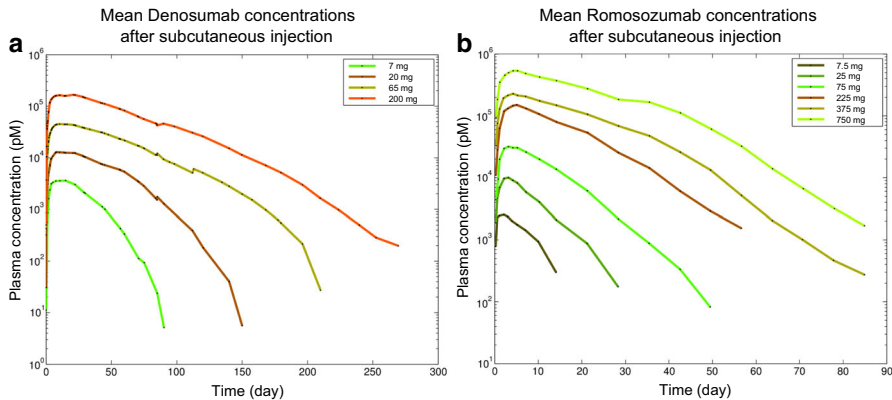 Mean Denosumab concentrations
after subcutaneous injection
a
10^6
10^5
10^4
10^3
10^2
10^1
10^0
Plasma concentration (pM)
7 mg
20 mg
65 mg
200 mg
0 50 100 150 200 250 300
Time (day)
Mean Romosozumab concentrations
after subcutaneous injection
b
10^6
10^5
10^4
10^3
10^2
10^1
Plasma concentration (pM)
7.5 mg
25 mg
75 mg
225 mg
375 mg
750 mg
0 10 20 30 40 50 60 70 80 90
Time (day)